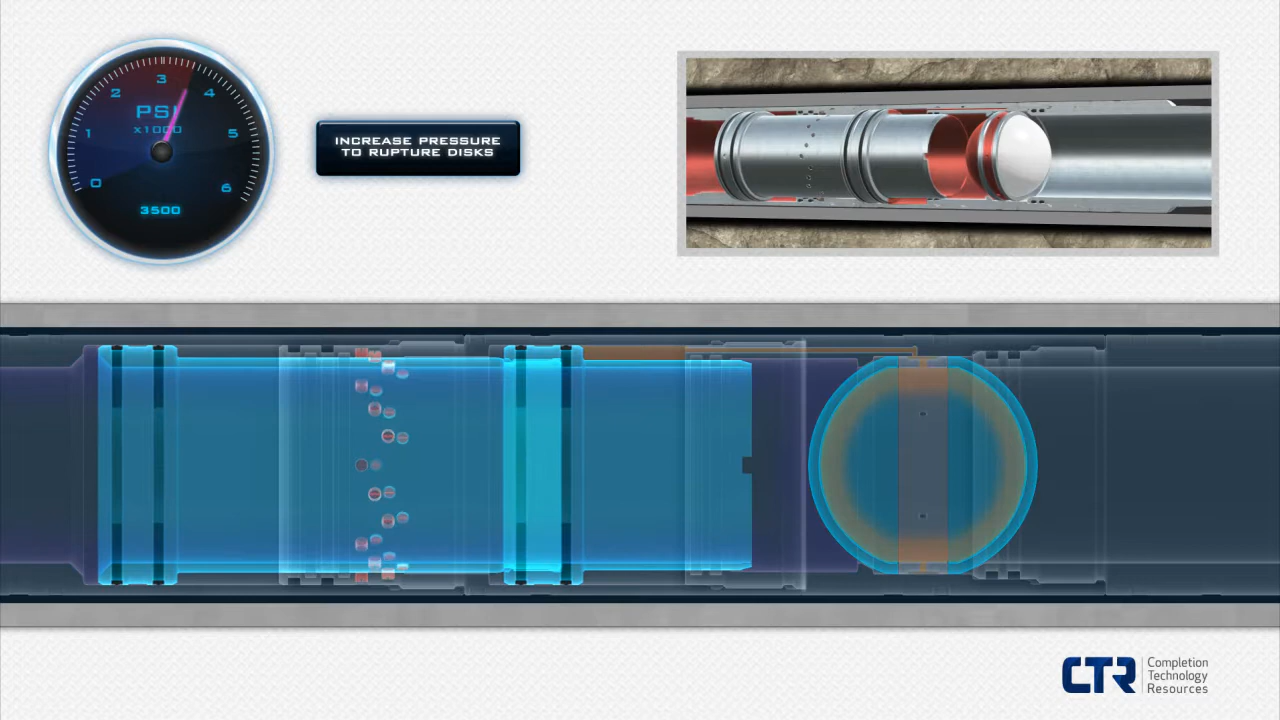 0
1
2
3
4
5
6
PSI
x1000
3500
INCREASE PRESSURE
TO RUPTURE DISKS
CTR
Completion
Technology
Resources